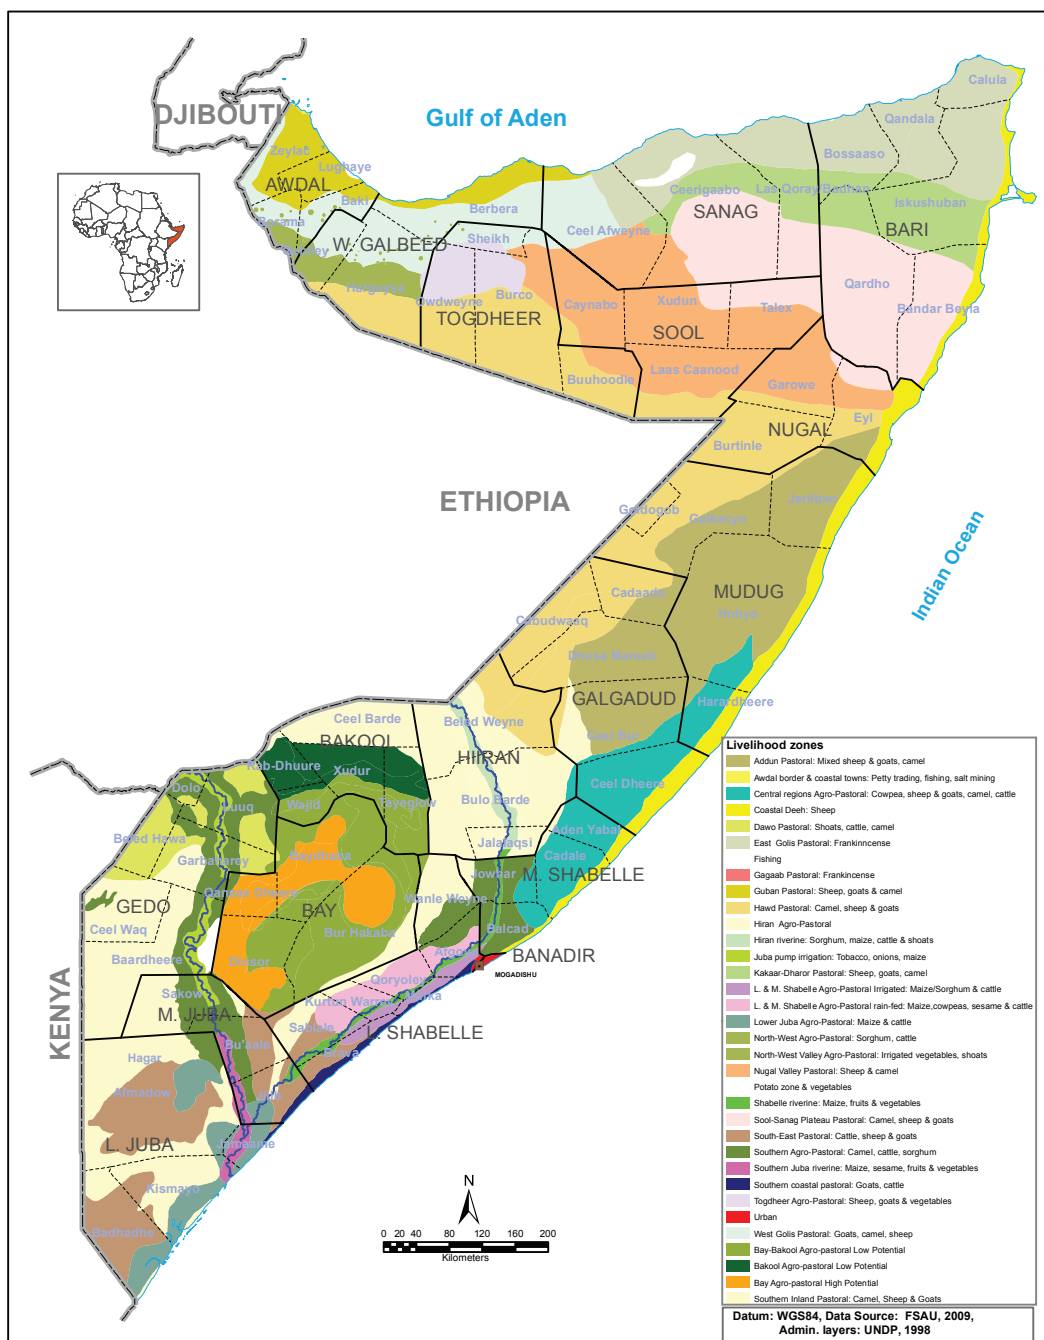 DJIBOUTI
Gulf of Aden
Calula
Qandala
Bossaaso
Zeylac
Lughaye
AWDAL
Baki
Borama
Berbera
Ceerigaabo
Las Qoray/Badhan
Iskushuban
SANAG
BARI
Gebiley
W. GALBEED
Sheikh
Ceel Afweyne
Hargeysa
Owdweyne
Burco
Caynabo
Xudun
Talex
Qardho
Bandar Beyla
TOGDHEER
SOOL
Buuhoodle
Laas Caanood
Garowe
Eyl
NUGAL
Burtinle
ETHIOPIA
Goldogob
Galkacyo
Jariiban
Indian Ocean
Cadaado
MUDUG
Hobyo
Cabudwaaq
Dhusa Mareeb
GALGADUD
Harardheere
Ceel Barde
Beled Weyne
BAKOOL
Ceel Bur
HIIRAN
Rab-Dhuure
Xudur
Ceel Dheere
Dolo
Luuq
Wajid
Tayeglow
Bulo Barde
Beled Hawa
Aden Yabal
Garbaharey
Baydhaba
Jalalaqsi
Cadale
Jowhar
M. SHABELLE
Qansax Dheere
Wanle Weyne
GEDO
BAY
Ceel Waq
Bur Hakaba
Balcad
Baardheere
Dinsor
Afgoye
BANADIR
MOGADISHU
Qoryoley
Marka
Sakow
M. JUBA
Kurtun Warrey
Sablale
L. SHABELLE
KENYA
Bu'aale
Brava
Hagar
Afmadow
Jilib
L. JUBA
Jamaame
Kismayo
Badhadhe
N
0 20 40 80 120 160 200
Kilometers
Livelihood zones
Addun Pastoral: Mixed sheep & goats, camel
Awdal border & coastal towns: Petty trading, fishing, salt mining
Central regions Agro-Pastoral: Cowpea, sheep & goats, camel, cattle
Coastal Deeh: Sheep
Dawo Pastoral: Shoats, cattle, camel
East Golis Pastoral: Frankinncense
Fishing
Gagaab Pastoral: Frankincense
Guban Pastoral: Sheep, goats & camel
Hawd Pastoral: Camel, sheep & goats
Hiran Agro-Pastoral
Hiran riverine: Sorghum, maize, cattle & shoats
Juba pump irrigation: Tobacco, onions, maize
Kakaar-Dharor Pastoral: Sheep, goats, camel
L. & M. Shabelle Agro-Pastoral Irrigated: Maize/Sorghum & cattle
L. & M. Shabelle Agro-Pastoral rain-fed: Maize,cowpeas, sesame & cattle
Lower Juba Agro-Pastoral: Maize & cattle
North-West Agro-Pastoral: Sorghum, cattle
North-West Valley Agro-Pastoral: Irrigated vegetables, shoats
Nugal Valley Pastoral: Sheep & camel
Potato zone & vegetables
Shabelle riverine: Maize, fruits & vegetables
Sool-Sanag Plateau Pastoral: Camel, sheep & goats
South-East Pastoral: Cattle, sheep & goats
Southern Agro-Pastoral: Camel, cattle, sorghum
Southern Juba riverine: Maize, sesame, fruits & vegetables
Southern coastal pastoral: Goats, cattle
Togdheer Agro-Pastoral: Sheep, goats & vegetables
Urban
West Golis Pastoral: Goats, camel, sheep
Bay-Bakool Agro-pastoral Low Potential
Bakool Agro-pastoral Low Potential
Bay Agro-pastoral High Potential
Southern Inland Pastoral: Camel, Sheep & Goats
Datum: WGS84, Data Source: FSAU, 2009,
Admin. layers: UNDP, 1998